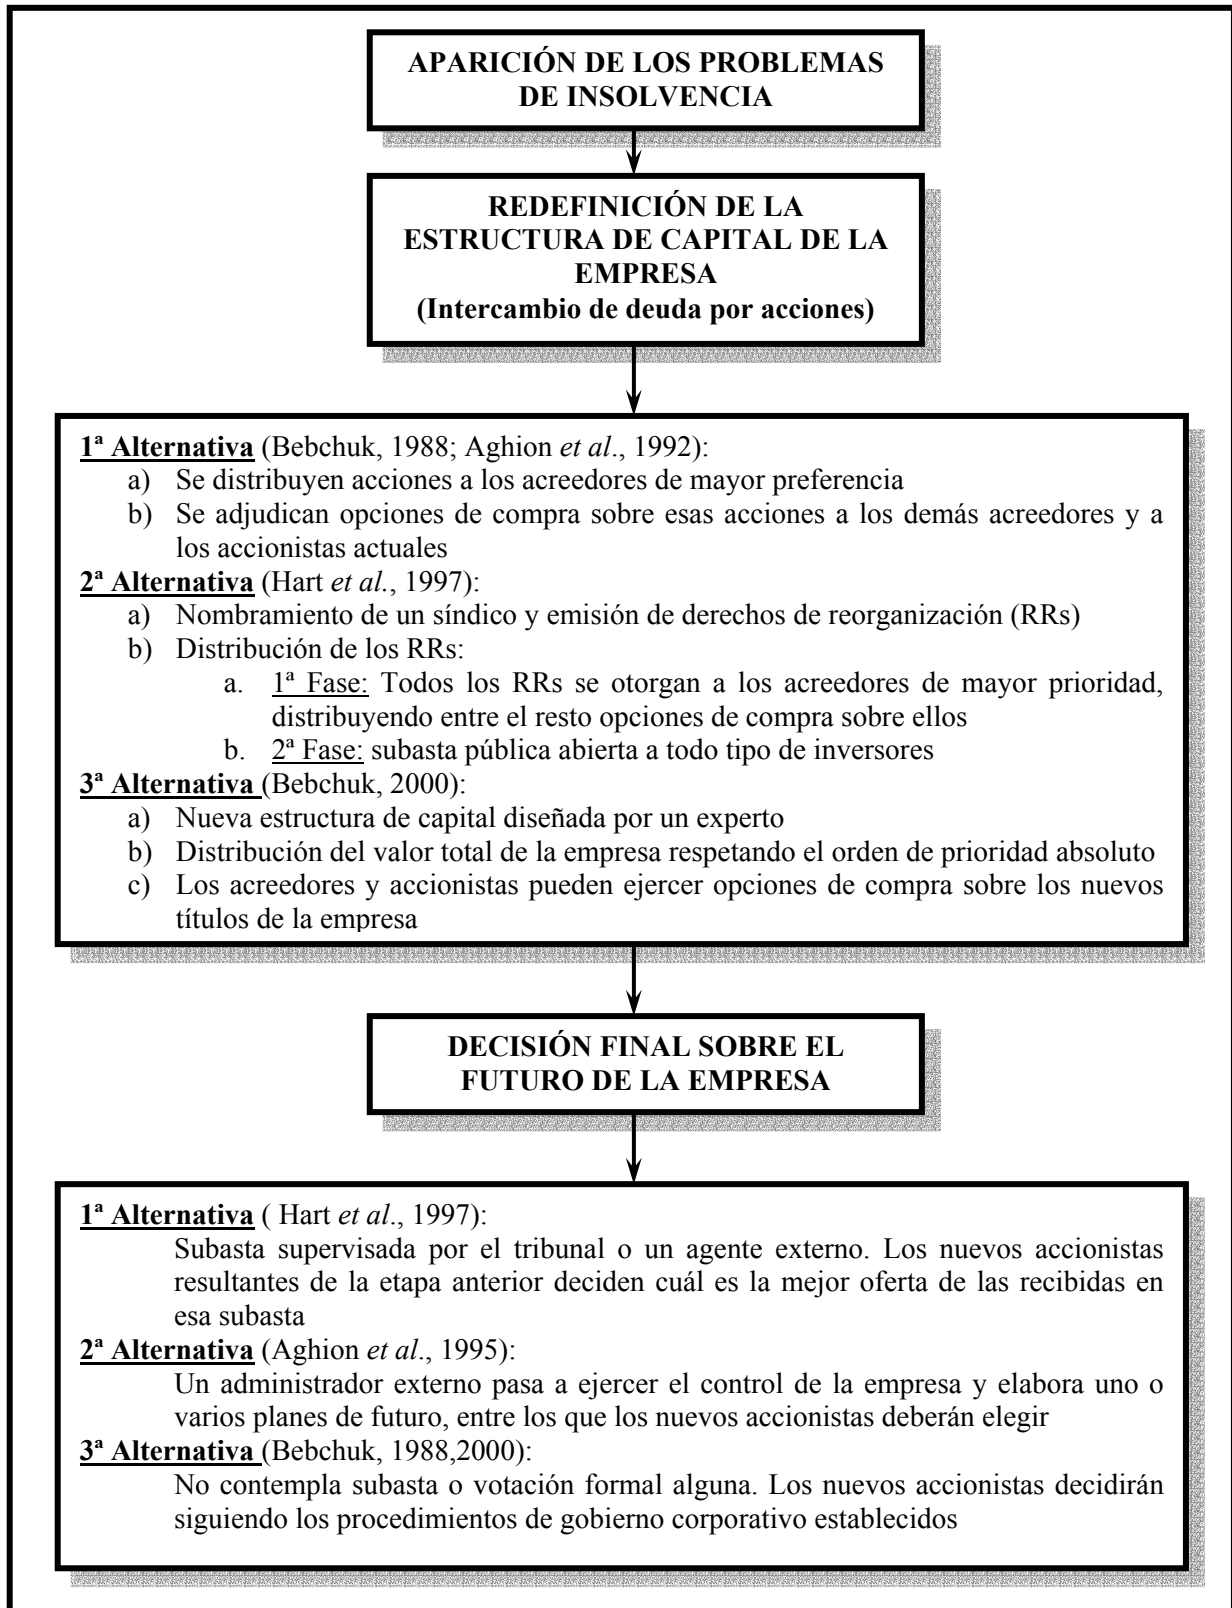 APARICIÓN DE LOS PROBLEMAS
DE INSOLVENCIA
REDEFINICIÓN DE LA
ESTRUCTURA DE CAPITAL DE LA
EMPRESA
(Intercambio de deuda por acciones)
1ª Alternativa (Bebchuk, 1988; Aghion et al., 1992):
a) Se distribuyen acciones a los acreedores de mayor preferencia
b) Se adjudican opciones de compra sobre esas acciones a los demás acreedores y a
los accionistas actuales
2ª Alternativa (Hart et al., 1997):
a) Nombramiento de un síndico y emisión de derechos de reorganización (RRs)
b) Distribución de los RRs:
a. 1ª Fase: Todos los RRs se otorgan a los acreedores de mayor prioridad,
distribuyendo entre el resto opciones de compra sobre ellos
b. 2ª Fase: subasta pública abierta a todo tipo de inversores
3ª Alternativa (Bebchuk, 2000):
a) Nueva estructura de capital diseñada por un experto
b) Distribución del valor total de la empresa respetando el orden de prioridad absoluto
c) Los acreedores y accionistas pueden ejercer opciones de compra sobre los nuevos
títulos de la empresa
DECISIÓN FINAL SOBRE EL
FUTURO DE LA EMPRESA
1ª Alternativa ( Hart et al., 1997):
Subasta supervisada por el tribunal o un agente externo. Los nuevos accionistas
resultantes de la etapa anterior deciden cuál es la mejor oferta de las recibidas en
esa subasta
2ª Alternativa (Aghion et al., 1995):
Un administrador externo pasa a ejercer el control de la empresa y elabora uno o
varios planes de futuro, entre los que los nuevos accionistas deberán elegir
3ª Alternativa (Bebchuk, 1988,2000):
No contempla subasta o votación formal alguna. Los nuevos accionistas decidirán
siguiendo los procedimientos de gobierno corporativo establecidos